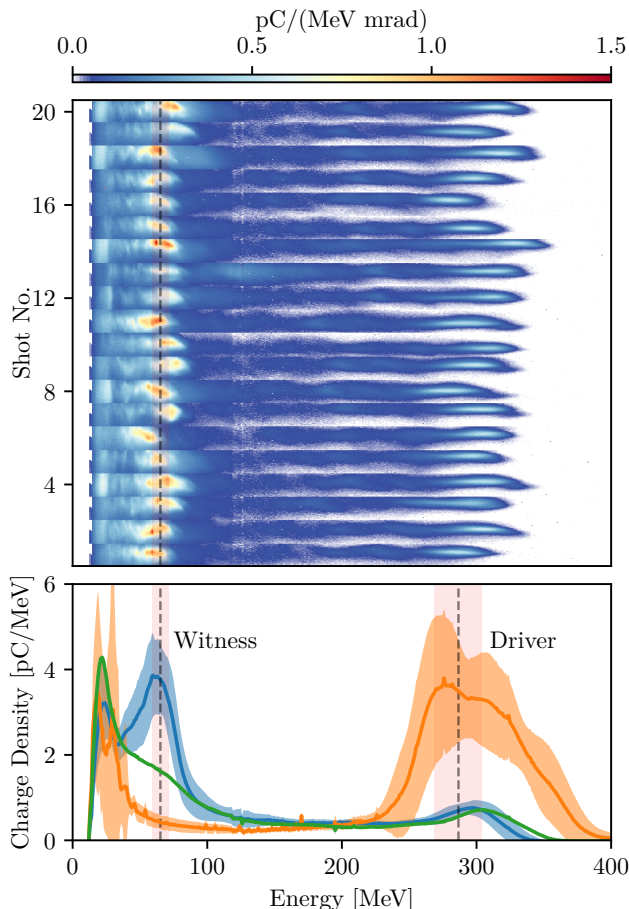 pC/(MeV mrad)
0.0 0.5 1.0 1.5
20
16
12
8
4
Shot No.
6
4
2
0
Charge Density [pC/MeV]
Witness Driver
0 100 200 300 400
Energy [MeV]